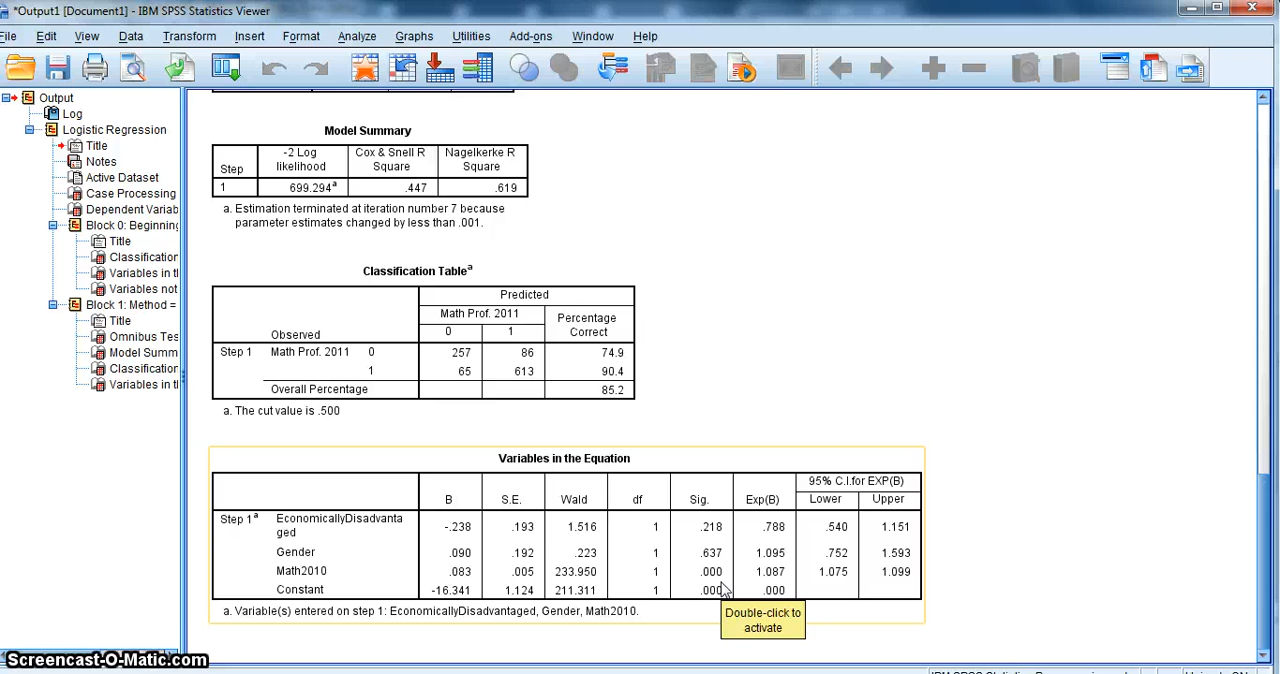 *Output1 [Document1] - IBM SPSS Statistics Viewer
File Edit View Data Transform Insert Format Analyze Graphs Utilities Add-ons Window Help
Output
Log
Logistic Regression
Title
Notes
Active Dataset
Case Processing
Dependent Variab
Block 0: Beginning
Title
Classification
Variables in t
Variables not
Block 1: Method =
Title
Omnibus Tes
Model Summ
Classification
Variables in t
Model Summary
Step -2 Log likelihood Cox & Snell R Square Nagelkerke R Square
1 699.294a .447 .619
a. Estimation terminated at iteration number 7 because
parameter estimates changed by less than .001.
Classification Tablea
Predicted
Math Prof. 2011 Percentage Correct
Observed 0 1
Step 1 Math Prof. 2011 0 257 86 74.9
1 65 613 90.4
Overall Percentage 85.2
a. The cut value is .500
Variables in the Equation
95% C.I.for EXP(B)
B S.E. Wald df Sig. Exp(B) Lower Upper
Step 1a EconomicallyDisadvantaged -.238 .193 1.516 1 .218 .788 .540 1.151
Gender .090 .192 .223 1 .637 1.095 .752 1.593
Math2010 .083 .005 233.950 1 .000 1.087 1.075 1.099
Constant -16.341 1.124 211.311 1 .000 .000
a. Variable(s) entered on step 1: EconomicallyDisadvantaged, Gender, Math2010.
Double-click to
activate
Screencast-O-Matic.com